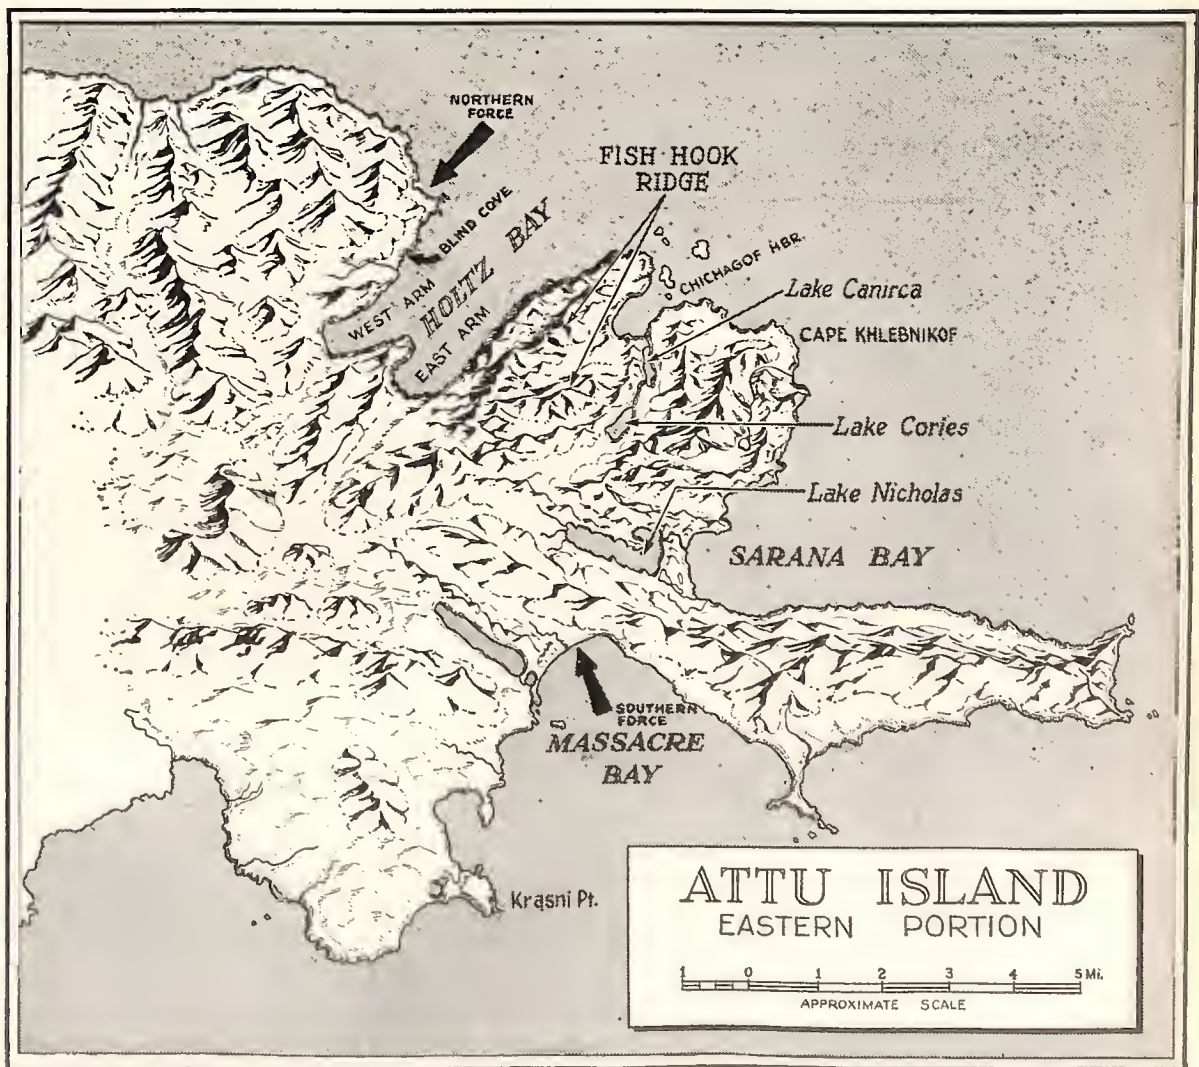 NORTHERN
FORCE
FISH HOOK
RIDGE
BLIND COVE
HOLTZ BAY
WEST ARM
EAST ARM
CHICHAGOF HBR.
Lake Canirca
CAPE KHLEBNIKOF
Lake Cories
Lake Nicholas
SARANA BAY
SOUTHERN
FORCE
MASSACRE
BAY
Krasni Pt.
ATTU ISLAND
EASTERN PORTION
1 0 1 2 3 4 5 Mi.
APPROXIMATE SCALE